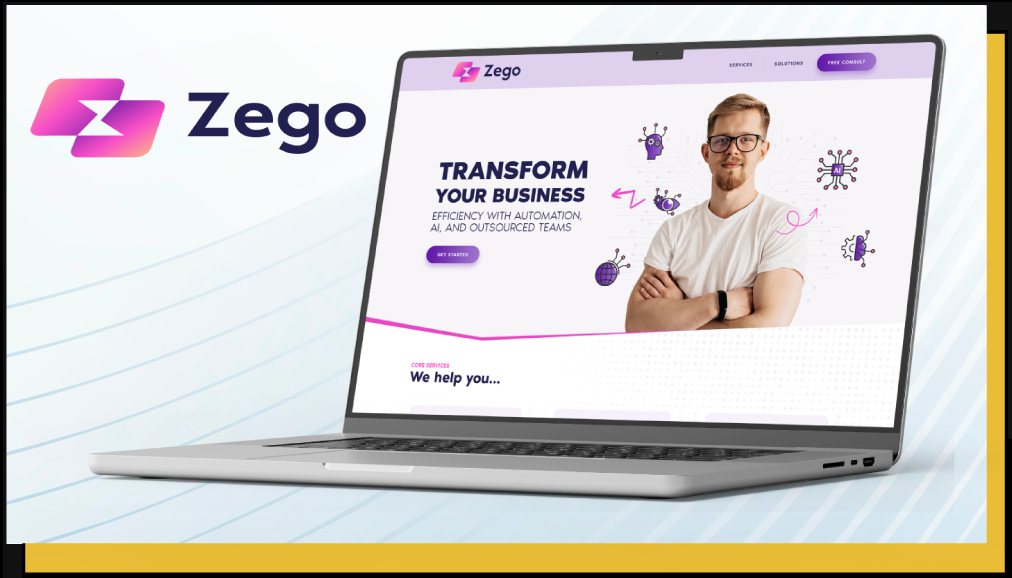 Zego
Zego
SERVICES
SOLUTIONS
FREE CONSULT
TRANSFORM
YOUR BUSINESS
EFFICIENCY WITH AUTOMATION,
AI, AND OUTSOURCED TEAMS
GET STARTED
AI
CORE SERVICES
We help you...